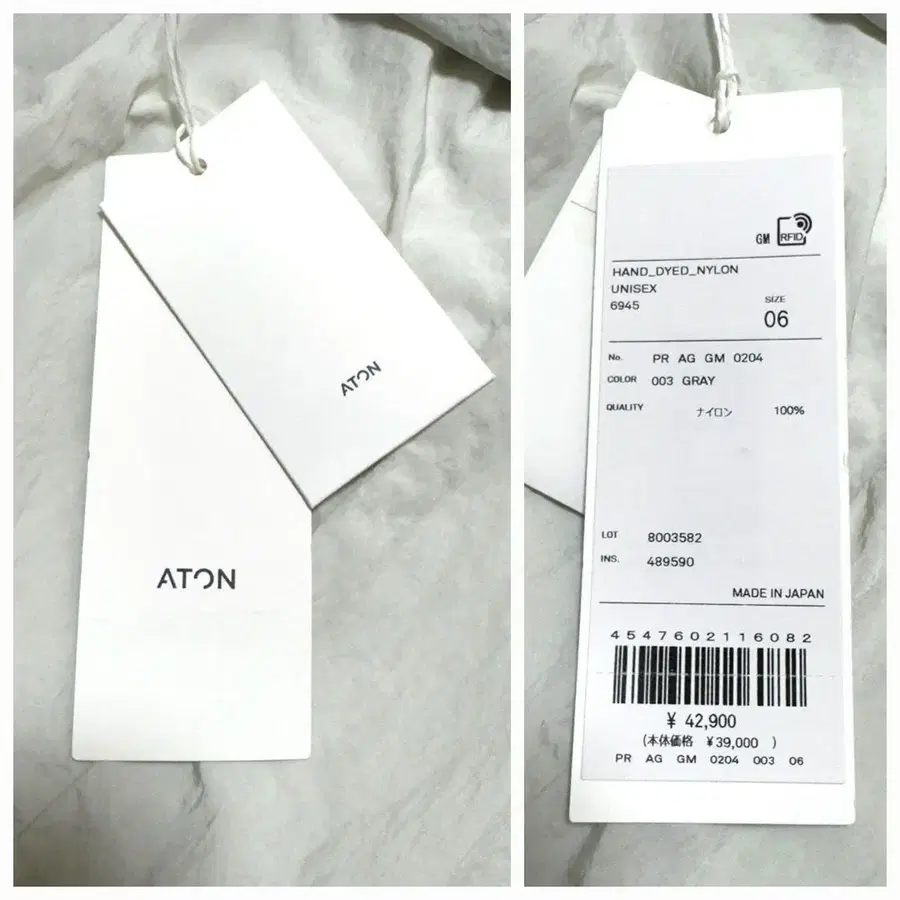 ATON
ATON
GM RFID
HAND_DYED_NYLON
UNISEX
6945
SIZE
06
No. PR AG GM 0204
COLOR 003 GRAY
QUALITY ナイロン 100%
LOT 8003582
INS. 489590
MADE IN JAPAN
4547602116082
¥ 42,900
(本体価格 ¥39,000 )
PR AG GM 0204 003 06